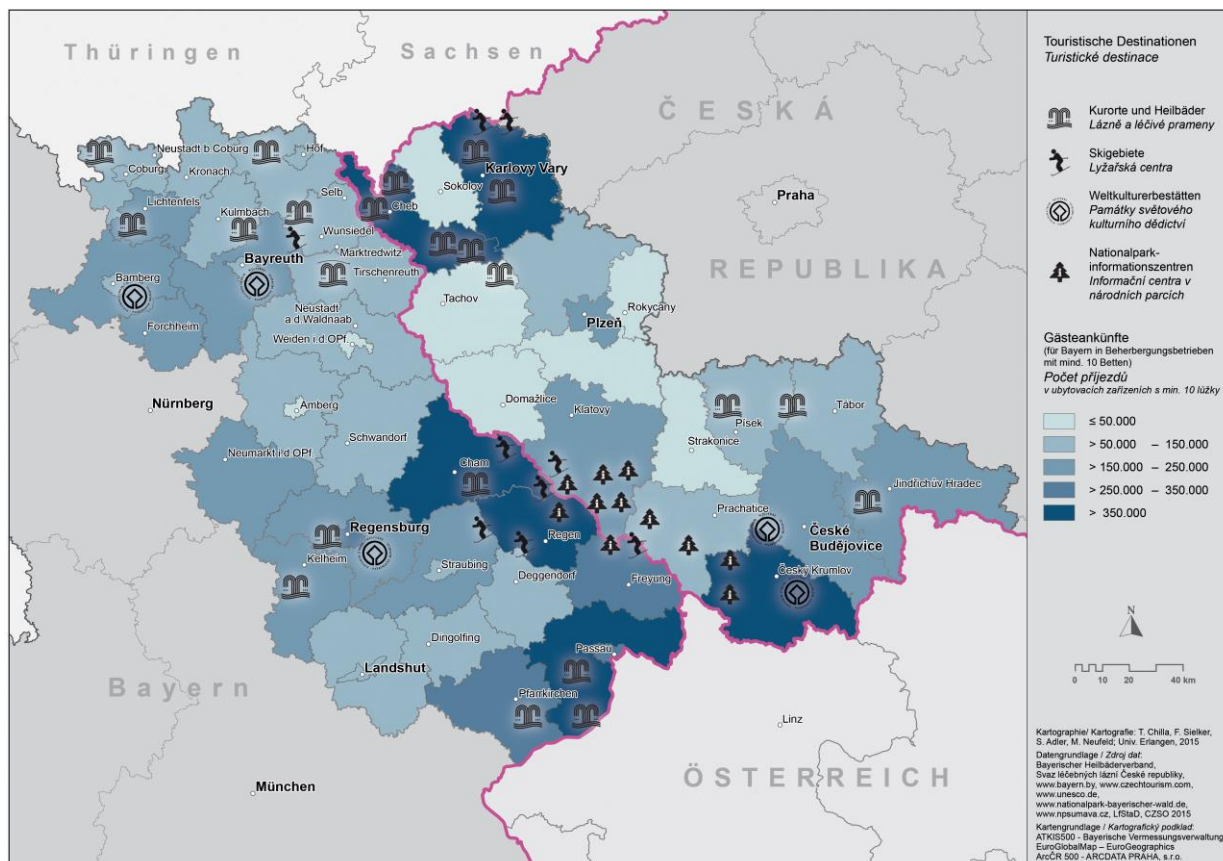 Thüringen
Sachsen
ČESKÁ
REPUBLIKA
Neustadt b Coburg
Hof
Coburg
Kronach
Karlovy Vary
Sokolov
Praha
Lichtenfels
Kulmbach
Selb
Cheb
Wunsiedel
Bayreuth
Marktredwitz
Tirschenreuth
Bamberg
Tachov
Rokycany
Neustadt
a.d.Waldnaab
Plzeň
Forchheim
Weiden i.d.OPf.
Nürnberg
Amberg
Domažlice
Klatovy
Písek
Tábor
Schwandorf
Strakonice
Neumarkt i.d.OPf
Cham
Jindřichův Hradec
Prachatice
Regensburg
Regen
České
Budějovice
Kelheim
Straubing
Deggendorf
Freyung
Český Krumlov
Dingolfing
Passau
Landshut
Bayern
Pfarrkirchen
Linz
München
ÖSTERREICH
Touristische Destinationen
Turistické destinace
Kurorte und Heilbäder
Lázně a léčivé prameny
Skigebiete
Lyžařská centra
Weltkulturerbestätten
Památky světového
kulturního dědictví
Nationalpark-
informationszentren
Informační centra v
národních parcích
Gästeankünfte
(für Bayern in Beherbergungsbetrieben
mit mind. 10 Betten)
Počet příjezdů
v ubytovacích zařízeních s min. 10 lůžky
≤ 50.000
> 50.000 – 150.000
> 150.000 – 250.000
> 250.000 – 350.000
> 350.000
N
0 10 20 40 km
Kartographie/ Kartografie: T. Chilla, F. Sielker,
S. Adler, M. Neufeld; Univ. Erlangen, 2015
Datengrundlage / Zdroj dat:
Bayerischer Heilbäderverband,
Svaz léčebných lázní České republiky,
www.bayern.by, www.czechtourism.com,
www.unesco.de,
www.nationalpark-bayerischer-wald.de,
www.npsumava.cz, LfStaD, CZSO 2015
Kartengrundlage / Kartografický podklad:
ATKIS500 - Bayerische Vermessungsverwaltung
EuroGlobalMap – EuroGeographics
ArcČR 500 - ARCDATA PRAHA, s.r.o.